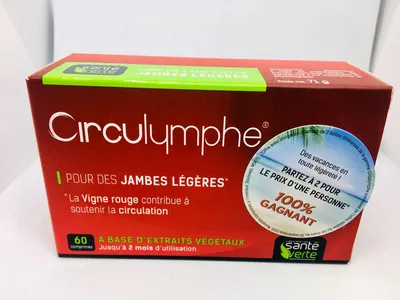 santé
verte
JAMBES LÉGÈRES
71 g
Circulymphe®
POUR DES JAMBES LÉGÈRES*
*La Vigne rouge contribue à
soutenir la circulation
60
comprimés
À BASE D'EXTRAITS VÉGÉTAUX
Jusqu'à 2 mois d'utilisation
Des vacances en
toute légèreté !
PARTEZ À 2 POUR
LE PRIX D'UNE PERSONNE*
100%
GAGNANT
santé
verte